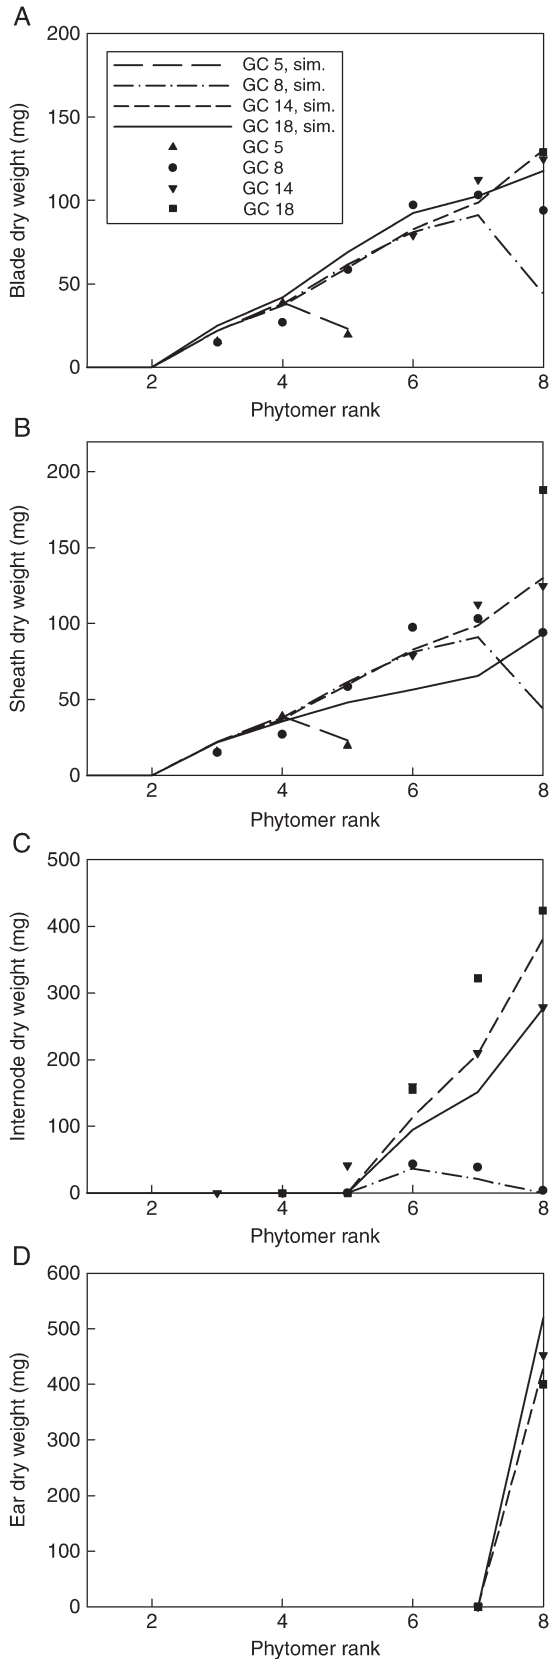 A
200
150
100
50
0
Blade dry weight (mg)
GC 5, sim.
GC 8, sim.
GC 14, sim.
GC 18, sim.
GC 5
GC 8
GC 14
GC 18
2 4 6 8
Phytomer rank
B
200
150
100
50
0
Sheath dry weight (mg)
2 4 6 8
Phytomer rank
C
500
400
300
200
100
0
Internode dry weight (mg)
2 4 6 8
Phytomer rank
D
600
500
400
300
200
100
0
Ear dry weight (mg)
2 4 6 8
Phytomer rank